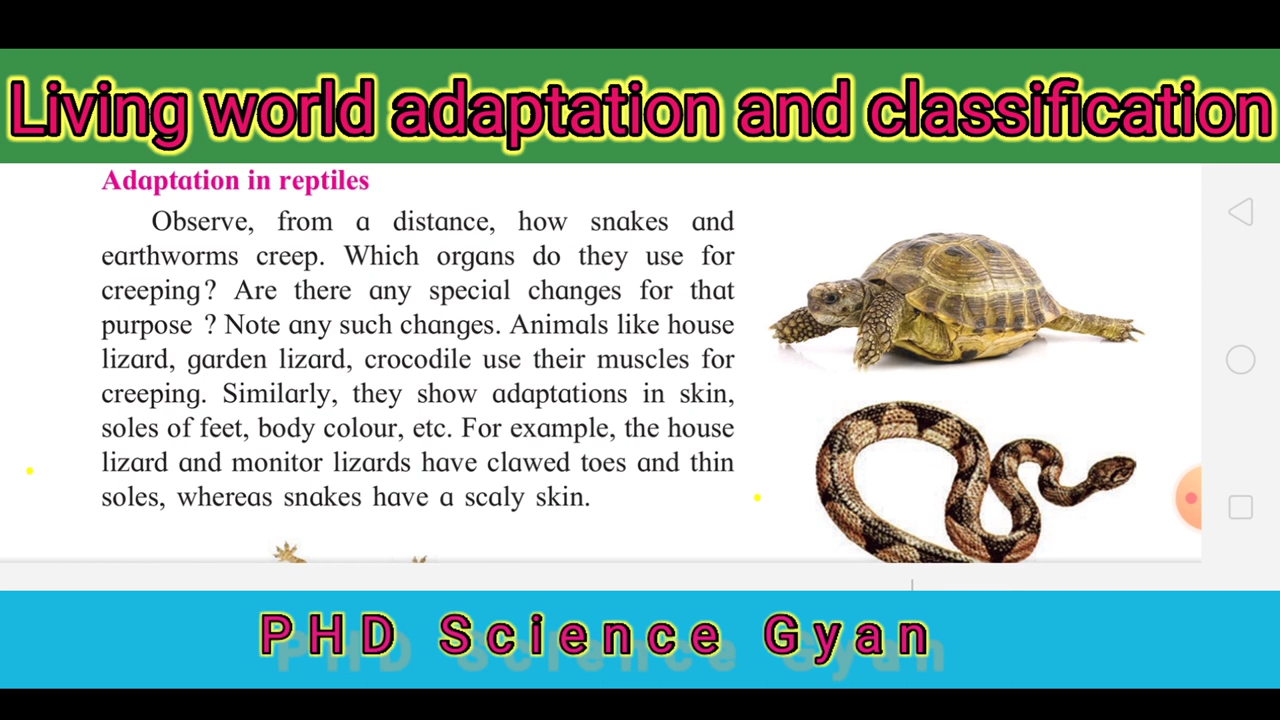 Living world adaptation and classification
Adaptation in reptiles
Observe, from a distance, how snakes and
earthworms creep. Which organs do they use for
creeping? Are there any special changes for that
purpose ? Note any such changes. Animals like house
lizard, garden lizard, crocodile use their muscles for
creeping. Similarly, they show adaptations in skin,
soles of feet, body colour, etc. For example, the house
lizard and monitor lizards have clawed toes and thin
soles, whereas snakes have a scaly skin.
PHD Science Gyan